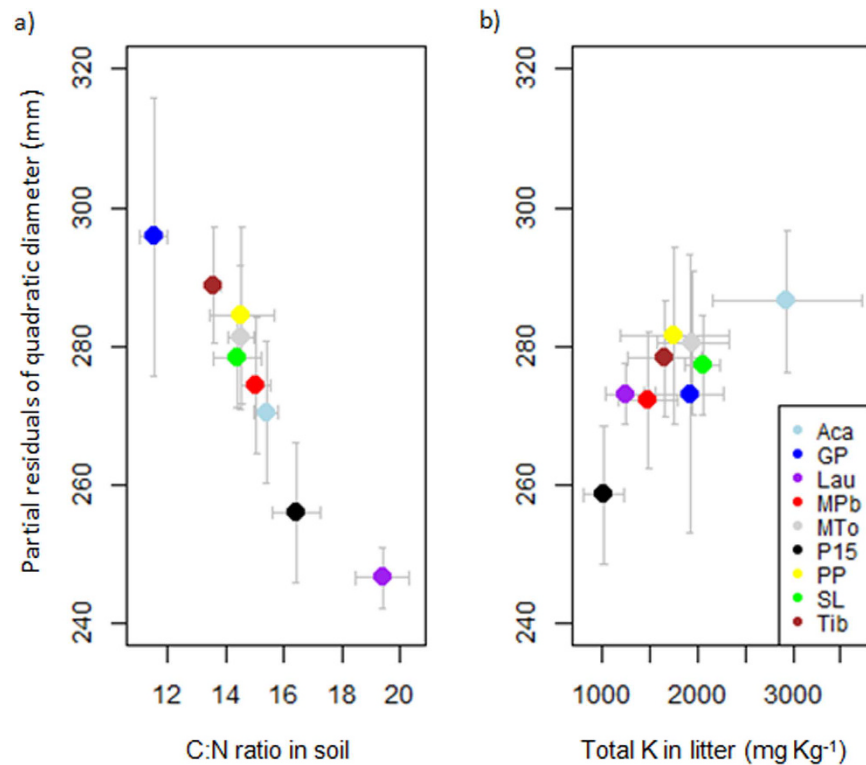 a)
b)
Partial residuals of quadratic diameter (mm)
320
300
280
260
240
12 14 16 18 20
C:N ratio in soil
320
300
280
260
240
1000 2000 3000
Total K in litter (mg Kg-1)
Aca
GP
Lau
MPb
MTo
P15
PP
SL
Tib